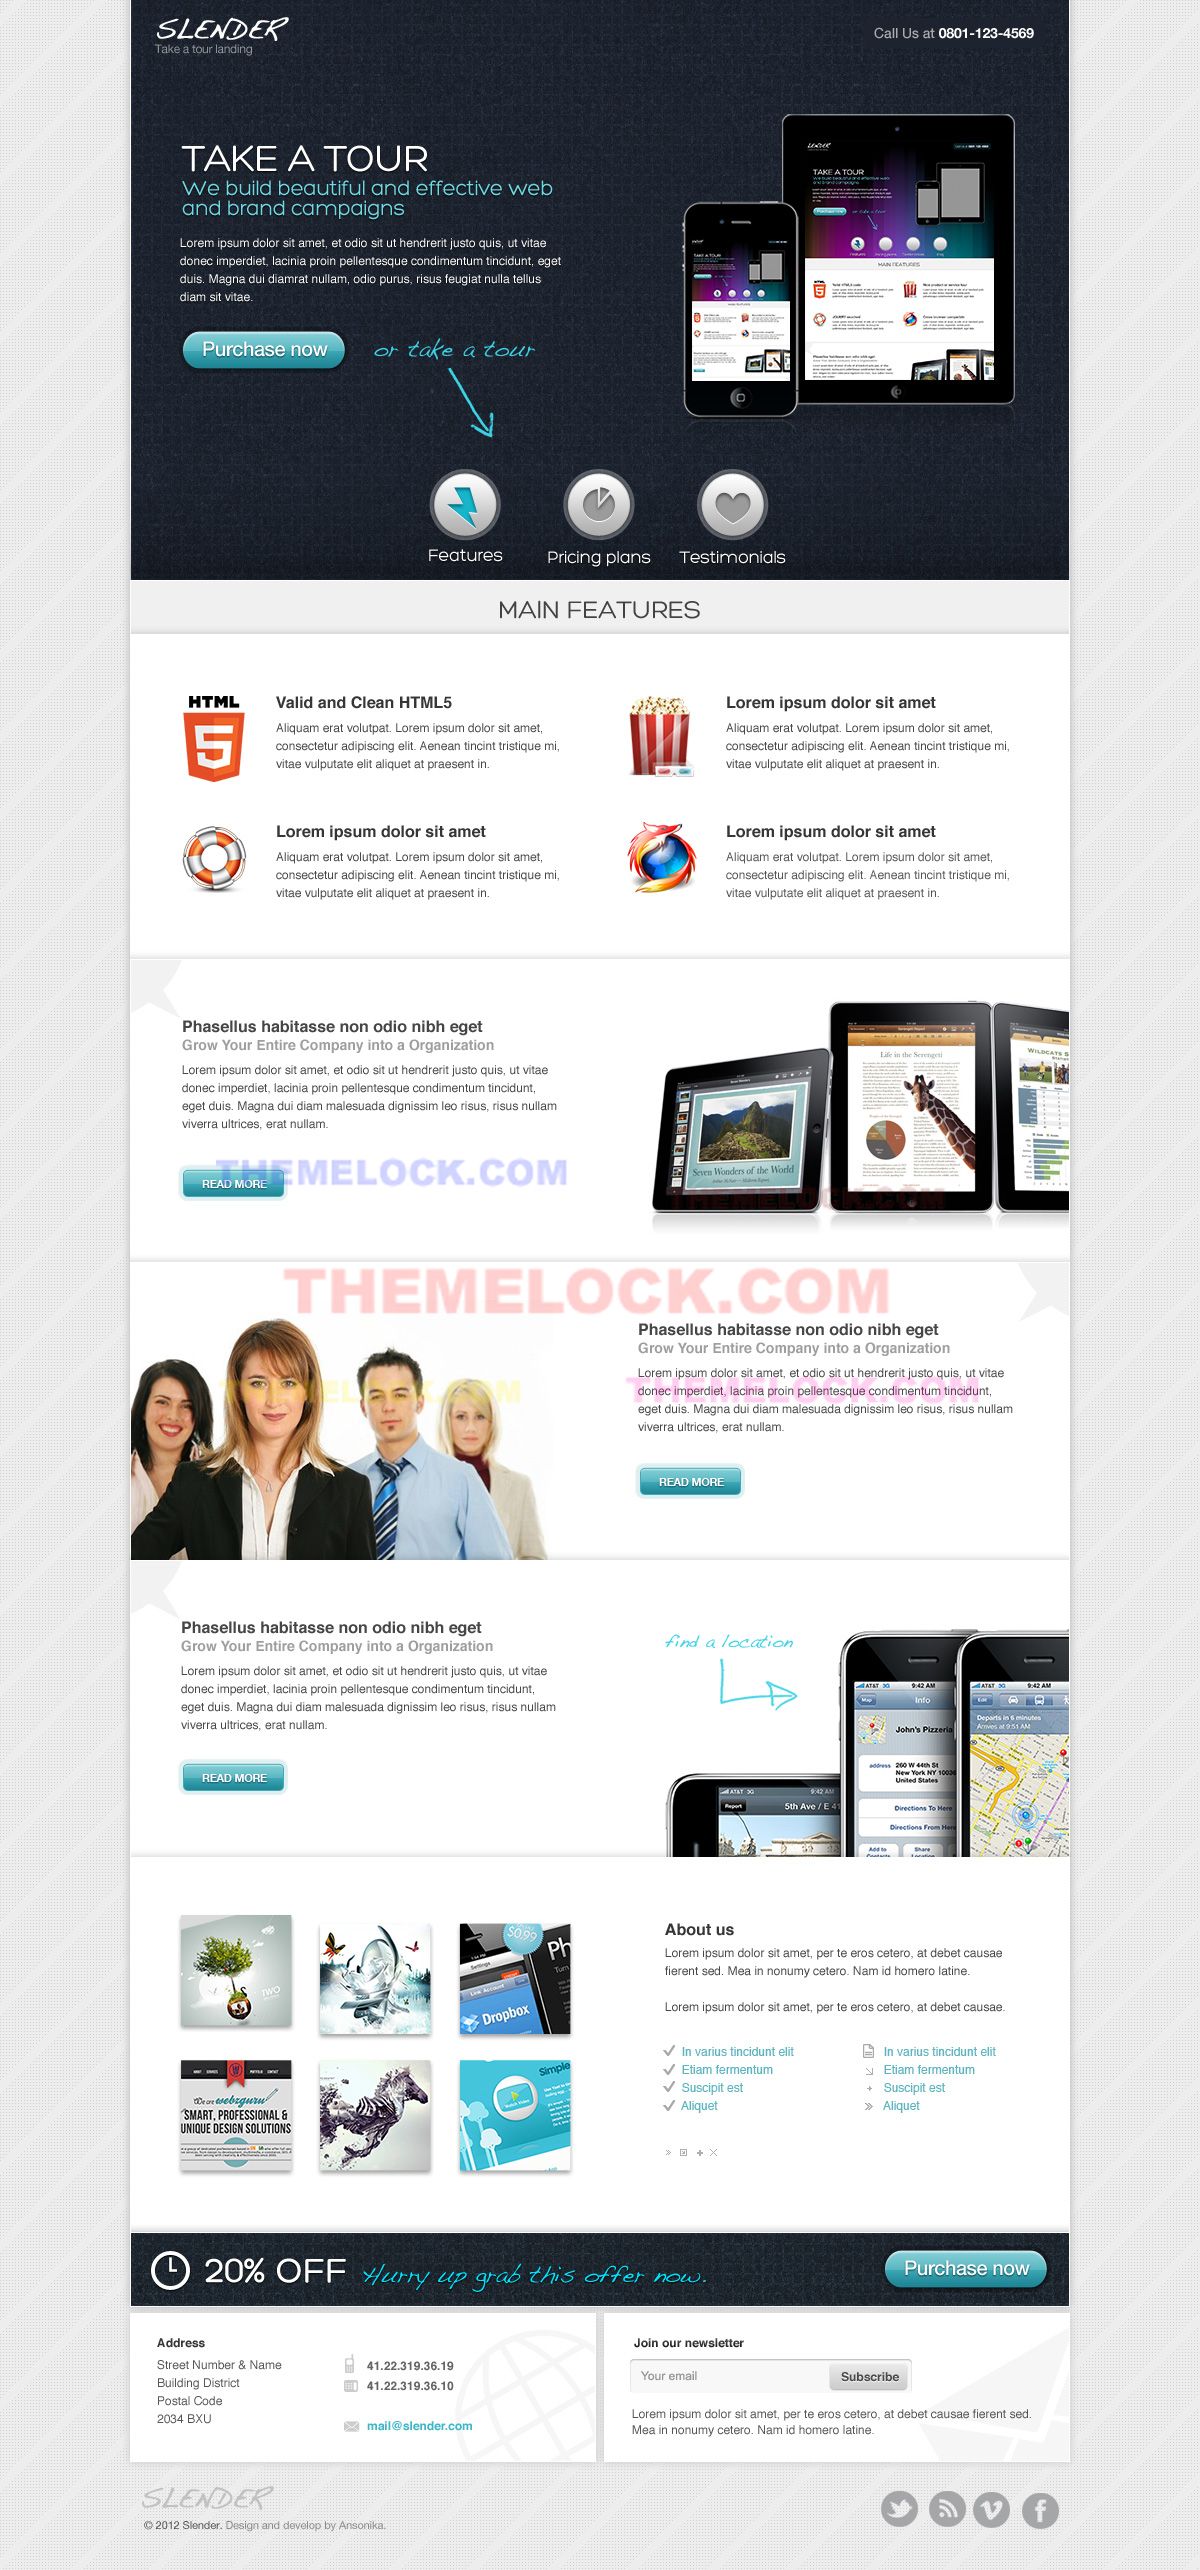 SLENDER
Take a tour landing
Call Us at 0801-123-4569
TAKE A TOUR
We build beautiful and effective web
and brand campaigns
Lorem ipsum dolor sit amet, et odio sit ut hendrerit justo quis, ut vitae
donec imperdiet, lacinia proin pellentesque condimentum tincidunt, eget
duis. Magna dui diamrat nullam, odio purus, risus feugiat nulla tellus
diam sit vitae.
Purchase now
or take a tour
Features
Pricing plans
Testimonials
MAIN FEATURES
HTML
5
Valid and Clean HTML5
Aliquam erat volutpat. Lorem ipsum dolor sit amet,
consectetur adipiscing elit. Aenean tincint tristique mi,
vitae vulputate elit aliquet at praesent in.
Lorem ipsum dolor sit amet
Aliquam erat volutpat. Lorem ipsum dolor sit amet,
consectetur adipiscing elit. Aenean tincint tristique mi,
vitae vulputate elit aliquet at praesent in.
Lorem ipsum dolor sit amet
Aliquam erat volutpat. Lorem ipsum dolor sit amet,
consectetur adipiscing elit. Aenean tincint tristique mi,
vitae vulputate elit aliquet at praesent in.
Lorem ipsum dolor sit amet
Aliquam erat volutpat. Lorem ipsum dolor sit amet,
consectetur adipiscing elit. Aenean tincint tristique mi,
vitae vulputate elit aliquet at praesent in.
Phasellus habitasse non odio nibh eget
Grow Your Entire Company into a Organization
Lorem ipsum dolor sit amet, et odio sit ut hendrerit justo quis, ut vitae
donec imperdiet, lacinia proin pellentesque condimentum tincidunt,
eget duis. Magna dui diam malesuada dignissim leo risus, risus nullam
viverra ultrices, erat nullam.
READ MORE
THEMELOCK.COM
Seven Wonders of the World
Life in the Serengeti
WILDCATS
THEMELOCK.COM
THEMELOCK.COM
Phasellus habitasse non odio nibh eget
Grow Your Entire Company into a Organization
Lorem ipsum dolor sit amet, et odio sit ut hendrerit justo quis, ut vitae
donec imperdiet, lacinia proin pellentesque condimentum tincidunt,
eget duis. Magna dui diam malesuada dignissim leo risus, risus nullam
viverra ultrices, erat nullam.
THEMELOCK.COM
THEMELOCK.COM
READ MORE
Phasellus habitasse non odio nibh eget
Grow Your Entire Company into a Organization
Lorem ipsum dolor sit amet, et odio sit ut hendrerit justo quis, ut vitae
donec imperdiet, lacinia proin pellentesque condimentum tincidunt,
eget duis. Magna dui diam malesuada dignissim leo risus, risus nullam
viverra ultrices, erat nullam.
READ MORE
find a location
AT&T 3G 9:42 AM
Map Info
John's Pizzeria
address 260 W 44th St
New York NY 10036
United States
Directions To Here
Directions From Here
Add to Contacts
Share Location
AT&T 3G 9:42 AM
Edit
Departs in 6 minutes
Arrives at 9:51 AM
AT&T 3G 9:42 AM
Report 5th Ave / E 41
TWO
$0.99
Settings
Link Account
Dropbox
We are webzguru
SMART, PROFESSIONAL &
UNIQUE DESIGN SOLUTIONS
Simple
About us
Lorem ipsum dolor sit amet, per te eros cetero, at debet causae
fierent sed. Mea in nonumy cetero. Nam id homero latine.
Lorem ipsum dolor sit amet, per te eros cetero, at debet causae.
In varius tincidunt elit
Etiam fermentum
Suscipit est
Aliquet
In varius tincidunt elit
Etiam fermentum
Suscipit est
Aliquet
20% OFF Hurry up grab this offer now.
Purchase now
Address
Street Number & Name
Building District
Postal Code
2034 BXU
41.22.319.36.19
41.22.319.36.10
mail@slender.com
Join our newsletter
Your email
Subscribe
Lorem ipsum dolor sit amet, per te eros cetero, at debet causae fierent sed.
Mea in nonumy cetero. Nam id homero latine.
SLENDER
© 2012 Slender. Design and develop by Ansonika.